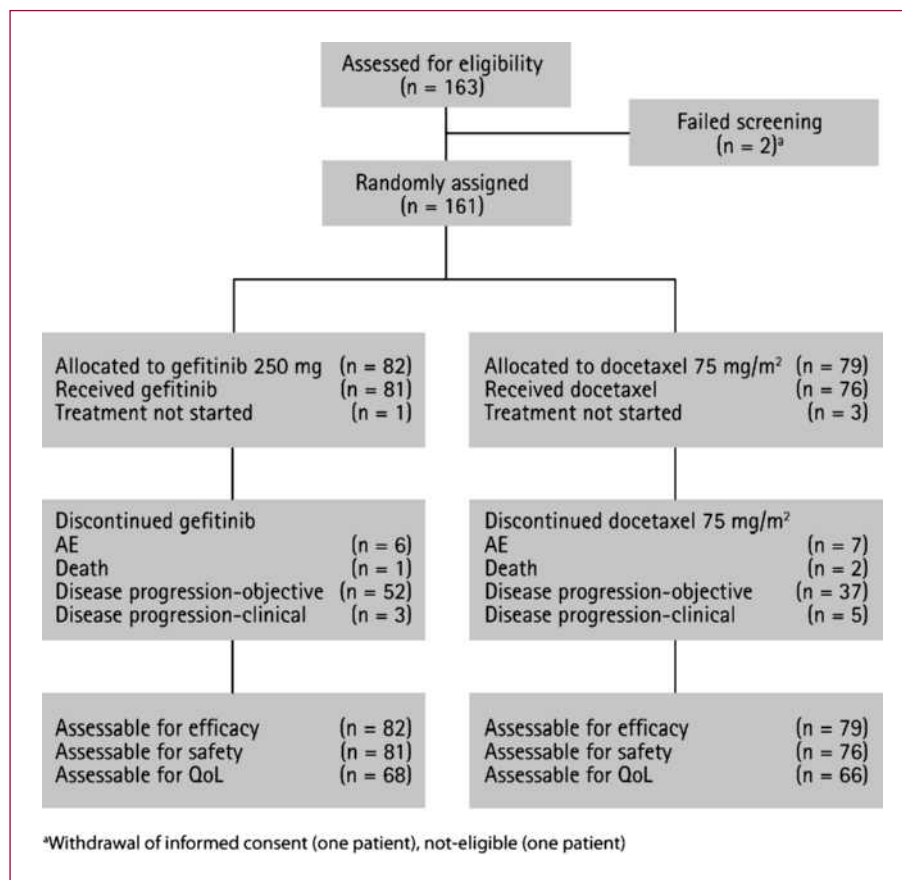 Assessed for eligibility
(n = 163)
Failed screening
(n = 2)ᵃ
Randomly assigned
(n = 161)
Allocated to gefitinib 250 mg (n = 82)
Received gefitinib (n = 81)
Treatment not started (n = 1)
Allocated to docetaxel 75 mg/m² (n = 79)
Received docetaxel (n = 76)
Treatment not started (n = 3)
Discontinued gefitinib
AE (n = 6)
Death (n = 1)
Disease progression-objective (n = 52)
Disease progression-clinical (n = 3)
Discontinued docetaxel 75 mg/m²
AE (n = 7)
Death (n = 2)
Disease progression-objective (n = 37)
Disease progression-clinical (n = 5)
Assessable for efficacy (n = 82)
Assessable for safety (n = 81)
Assessable for QoL (n = 68)
Assessable for efficacy (n = 79)
Assessable for safety (n = 76)
Assessable for QoL (n = 66)
ᵃWithdrawal of informed consent (one patient), not-eligible (one patient)